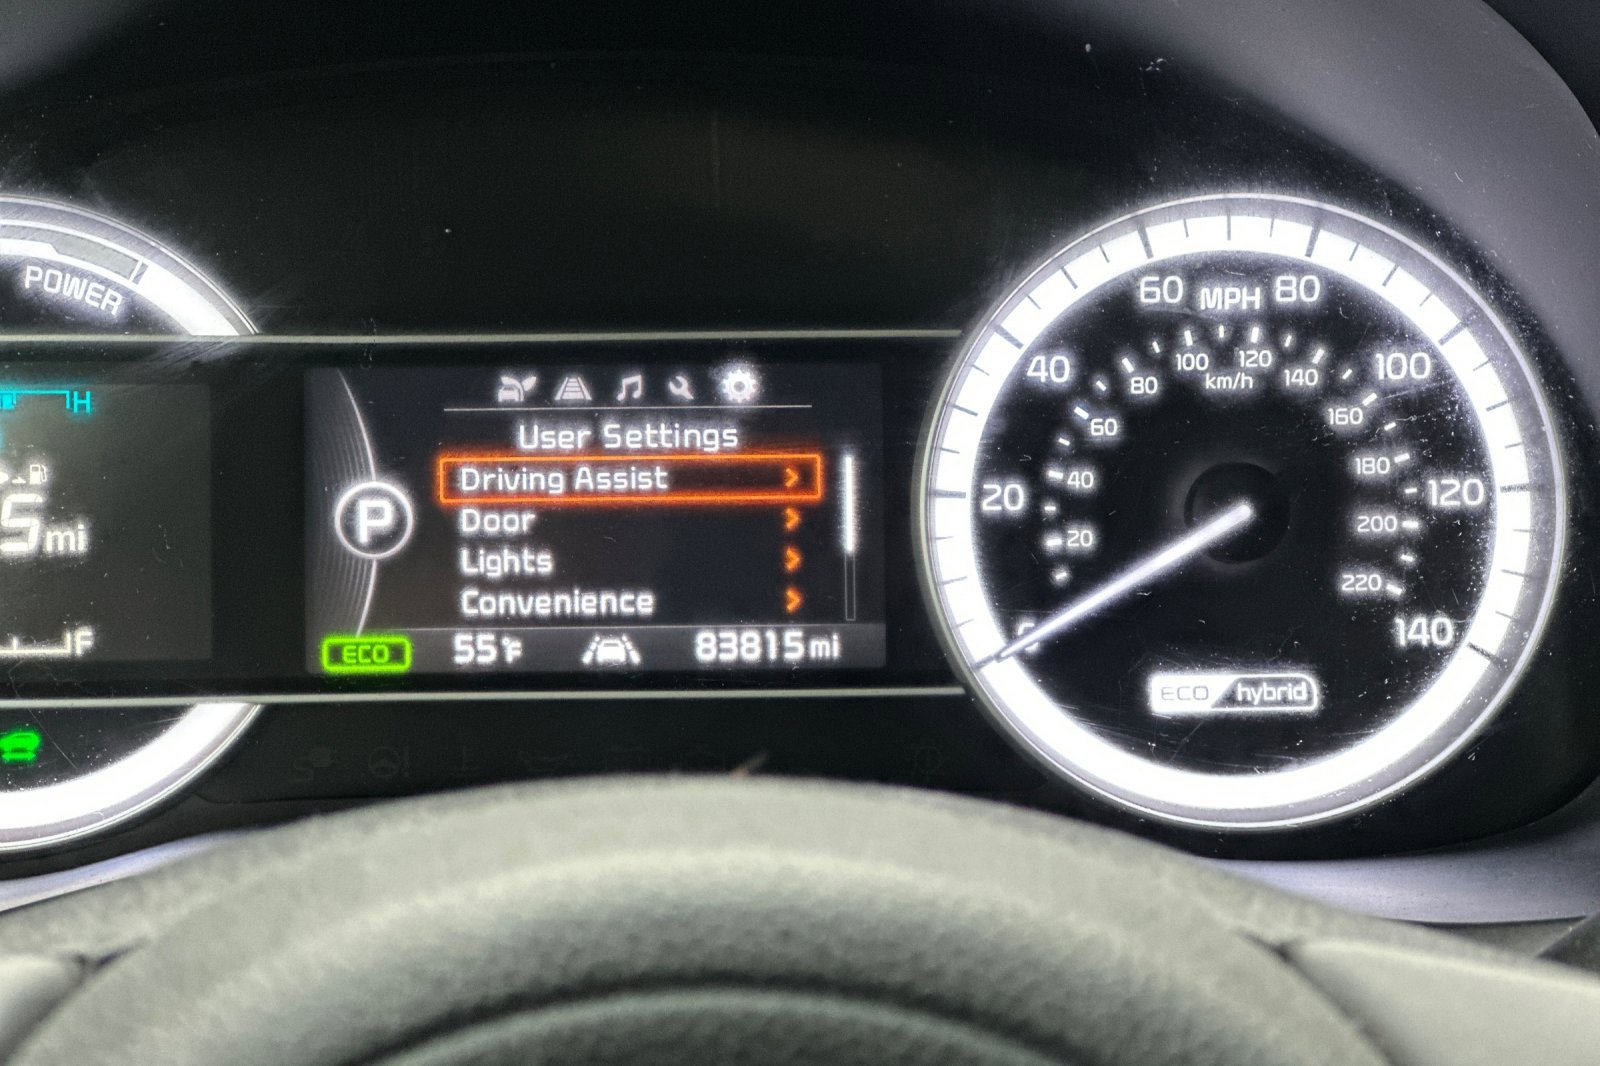 POWER
H
5mi
F
User Settings
Driving Assist >
Door >
Lights >
Convenience >
P
ECO 55°F 83815mi
20 40 60 MPH 80 100 120 140
20 40 60 80 100 km/h 120 140 160 180 200 220
ECO hybrid